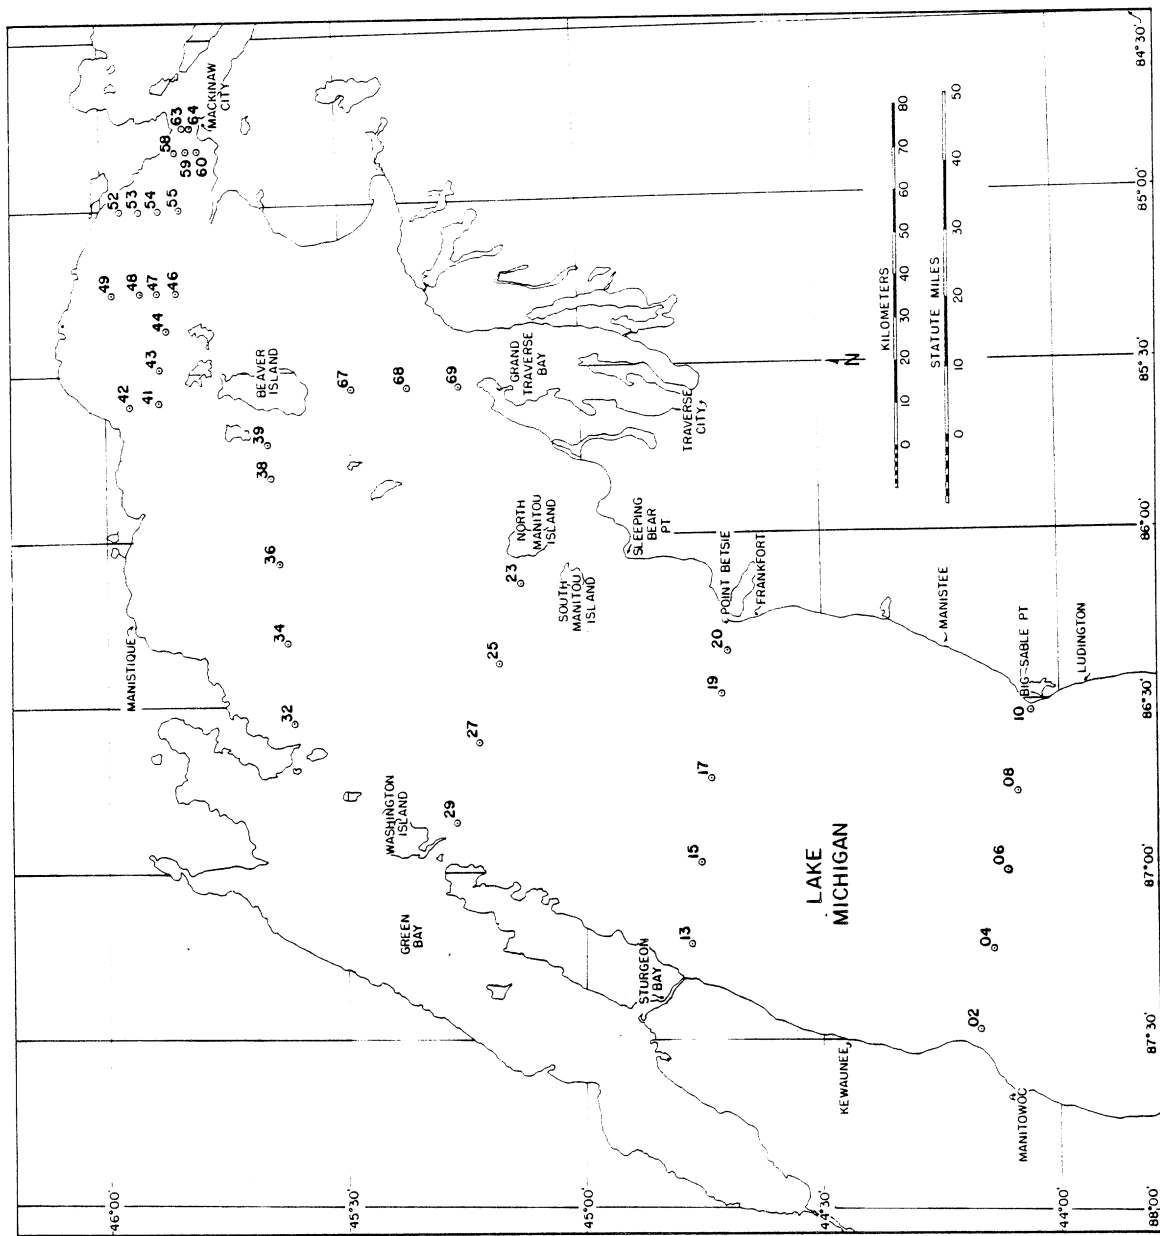 84°30'
85°00'
85°30'
86°00'
86°30'
87°00'
87°30'
88°00'
46°00'
45°30'
45°00'
44°30'
44°00'
MACKINAW
CITY
63
64
58
59
60
52
53
54
55
49
48
47
46
44
43
42
41
BEAVER
ISLAND
39
38
36
34
32
67
68
69
GRAND
TRAVERSE
BAY
TRAVERSE
CITY
N
KILOMETERS
0 10 20 30 40 50 60 70 80
STATUTE MILES
0 10 20 30 40 50
MANISTIQUE
NORTH
MANITOU
ISLAND
23
SOUTH
MANITOU
ISLAND
SLEEPING
BEAR
PT
POINT BETSIE
FRANKFORT
MANISTEE
BIG SABLE PT
LUDINGTON
25
27
29
20
19
17
15
13
10
08
06
04
02
WASHINGTON
ISLAND
GREEN
BAY
LAKE
MICHIGAN
STURGEON
BAY
KEWAUNEE
MANITOWOC